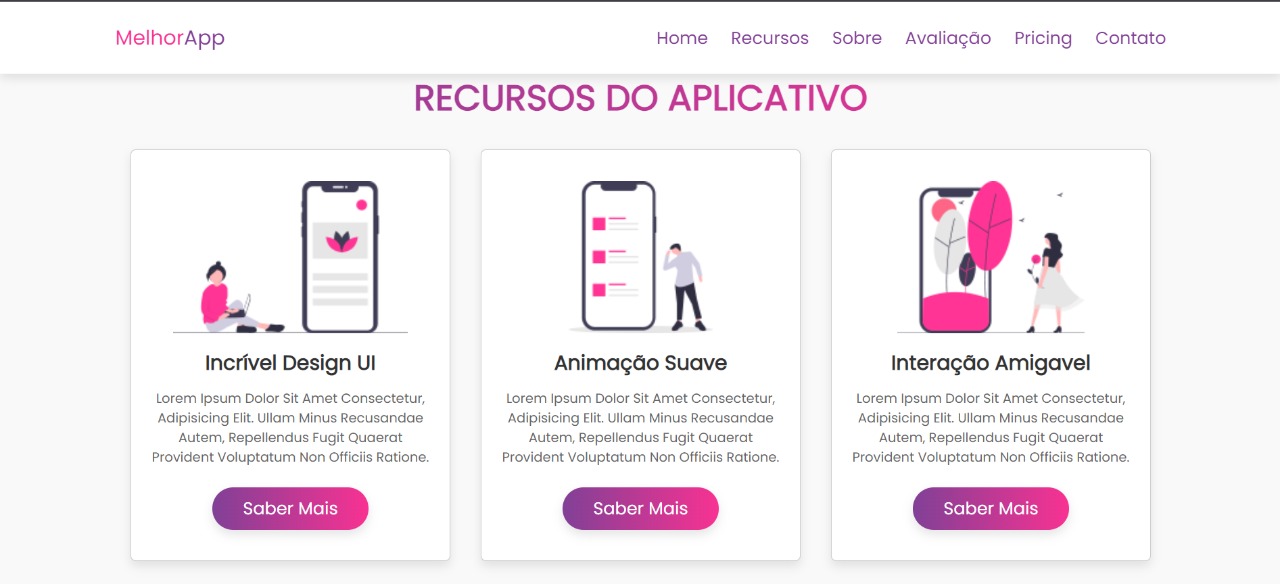 MelhorApp
Home Recursos Sobre Avaliação Pricing Contato
RECURSOS DO APLICATIVO
Incrível Design UI
Lorem Ipsum Dolor Sit Amet Consectetur,
Adipisicing Elit. Ullam Minus Recusandae
Autem, Repellendus Fugit Quaerat
Provident Voluptatum Non Officiis Ratione.
Saber Mais
Animação Suave
Lorem Ipsum Dolor Sit Amet Consectetur,
Adipisicing Elit. Ullam Minus Recusandae
Autem, Repellendus Fugit Quaerat
Provident Voluptatum Non Officiis Ratione.
Saber Mais
Interação Amigavel
Lorem Ipsum Dolor Sit Amet Consectetur,
Adipisicing Elit. Ullam Minus Recusandae
Autem, Repellendus Fugit Quaerat
Provident Voluptatum Non Officiis Ratione.
Saber Mais